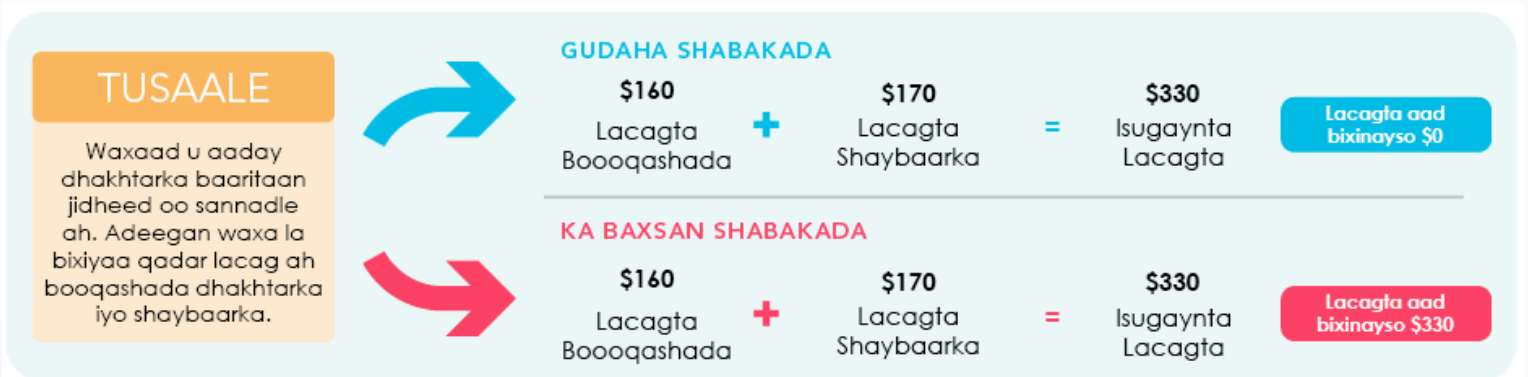 TUSAALE
Waxaad u aaday
dhakhtarka baaritaan
jidheed oo sannadle
ah. Adeegan waxa la
bixiyaa qadar lacag ah
booqashada dhakhtarka
iyo shaybaarka.
GUDAHA SHABAKADA
$160
Lacagta
Boooqashada
+
$170
Lacagta
Shaybaarka
=
$330
Isugaynta
Lacagta
Lacagta aad
bixinayso $0
KA BAXSAN SHABAKADA
$160
Lacagta
Boooqashada
+
$170
Lacagta
Shaybaarka
=
$330
Isugaynta
Lacagta
Lacagta aad
bixinayso $330